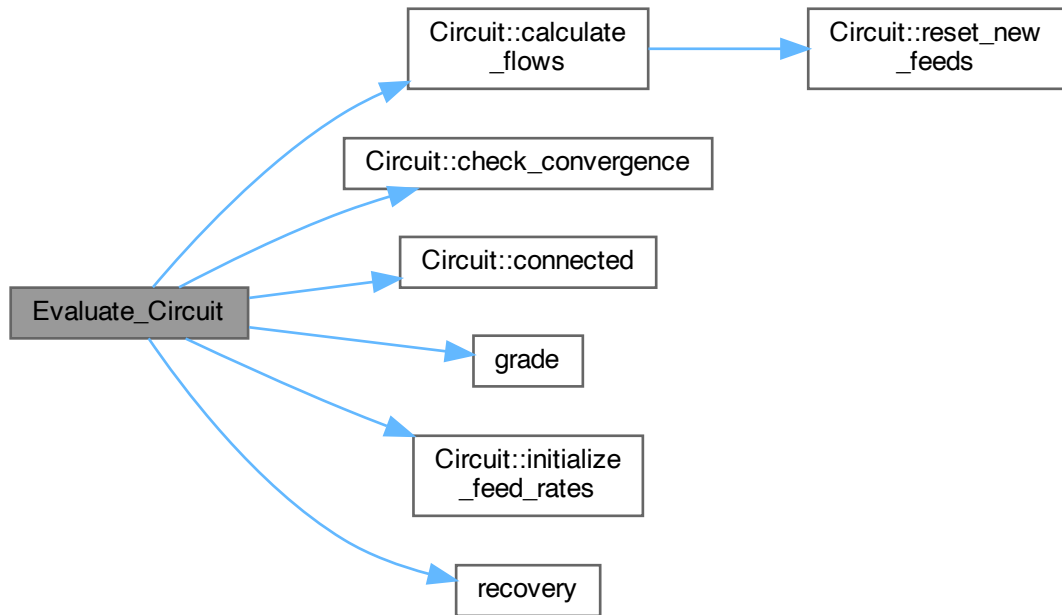 Circuit::calculate
_flows
Circuit::reset_new
_feeds
Circuit::check_convergence
Circuit::connected
Evaluate_Circuit
grade
Circuit::initialize
_feed_rates
recovery